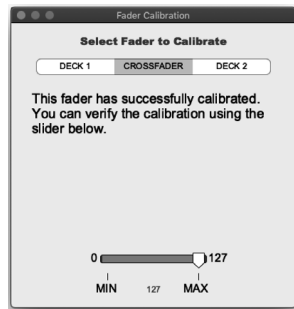 Fader Calibration
Select Fader to Calibrate
DECK 1 CROSSFADER DECK 2
This fader has successfully calibrated.
You can verify the calibration using the
slider below.
0 127
MIN 127 MAX